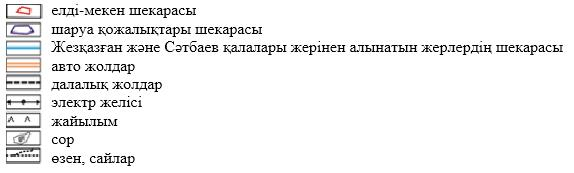 елді-мекен шекарасы
шаруа қожалықтары шекарасы
Жезқазған және Сәтбаев қалалары жерінен алынатын жерлердің шекарасы
авто жолдар
далалық жолдар
электр желісі
жайылым
сор
өзен, сайлар